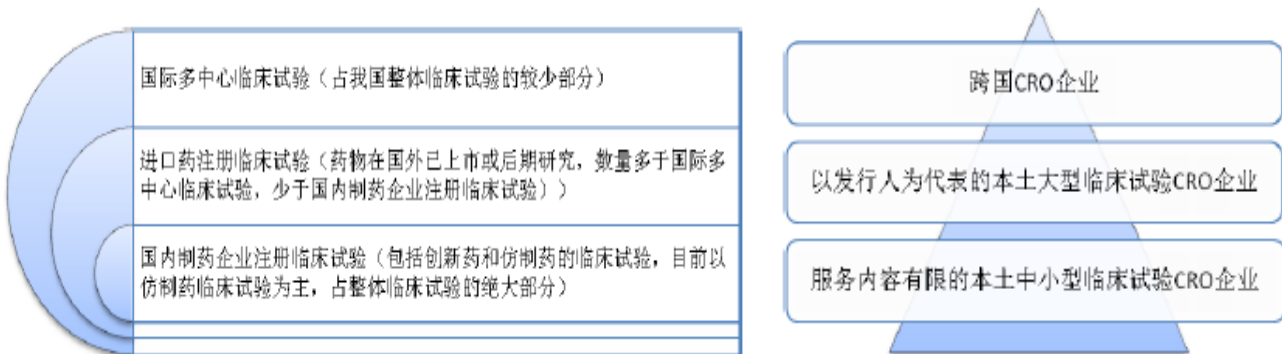 国际多中心临床试验（占我国整体临床试验的较少部分）
进口药注册临床试验（药物在国外已上市或后期研究，数量多于国际多
中心临床试验，少于国内制药企业注册临床试验））
国内制药企业注册临床试验（包括创新药和仿制药的临床试验，目前以
仿制药临床试验为主，占整体临床试验的绝大部分）
跨国CRO企业
以发行人为代表的本土大型临床试验CRO企业
服务内容有限的本土中小型临床试验CRO企业